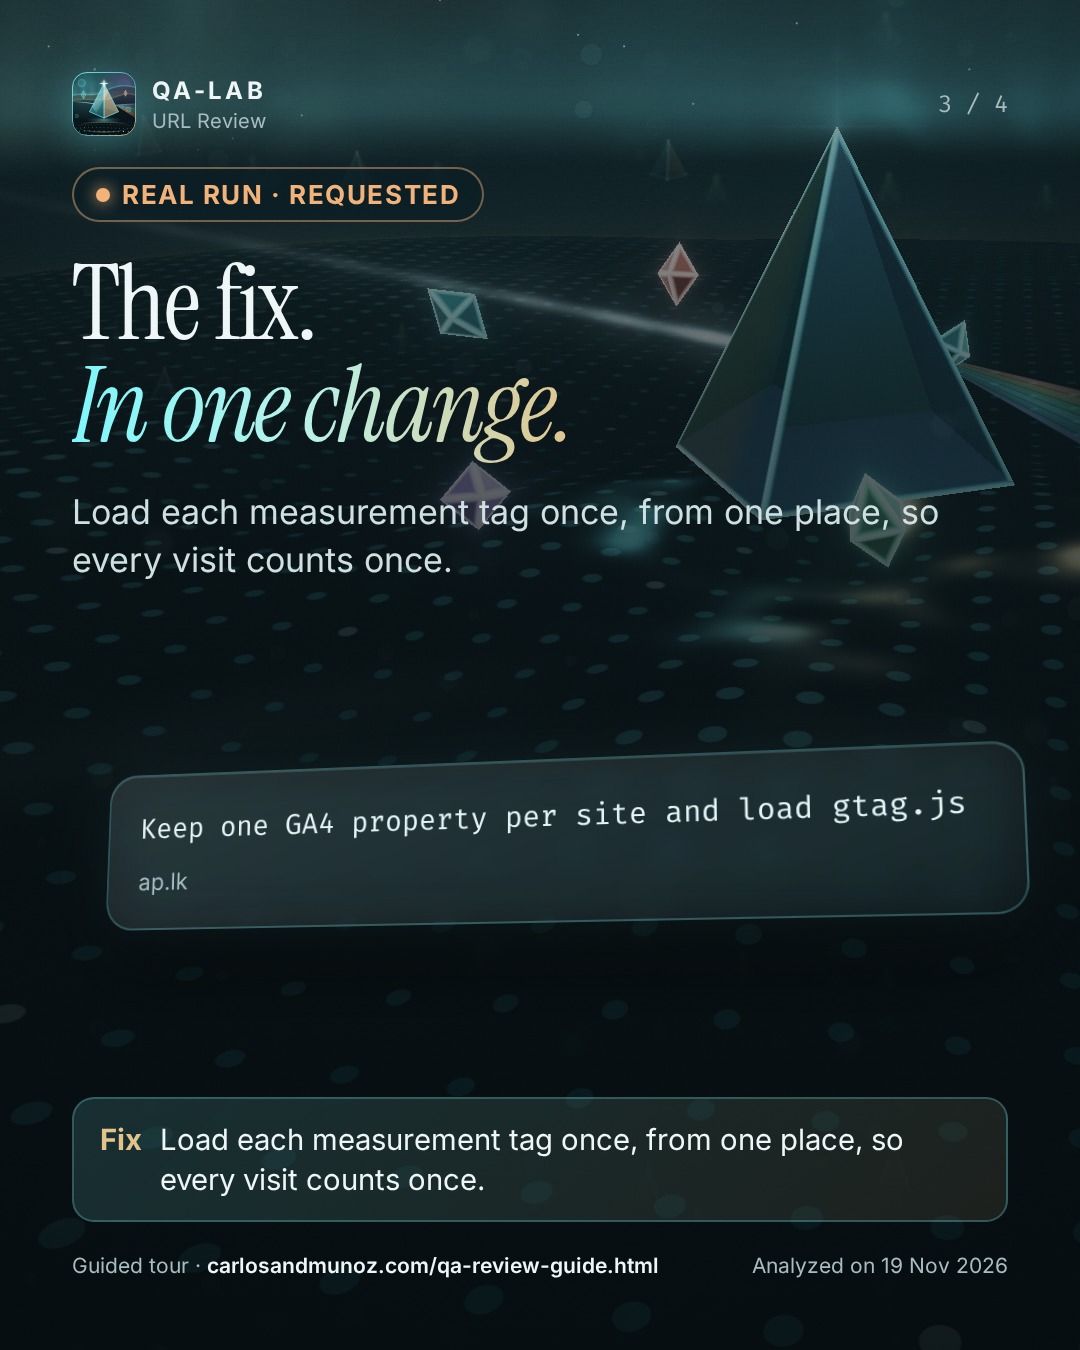 QA-LAB
URL Review
3 / 4
REAL RUN · REQUESTED
The fix.
In one change.
Load each measurement tag once, from one place, so
every visit counts once.
Keep one GA4 property per site and load gtag.js
ap.lk
Fix Load each measurement tag once, from one place, so
every visit counts once.
Guided tour · carlosandmunoz.com/qa-review-guide.html
Analyzed on 19 Nov 2026